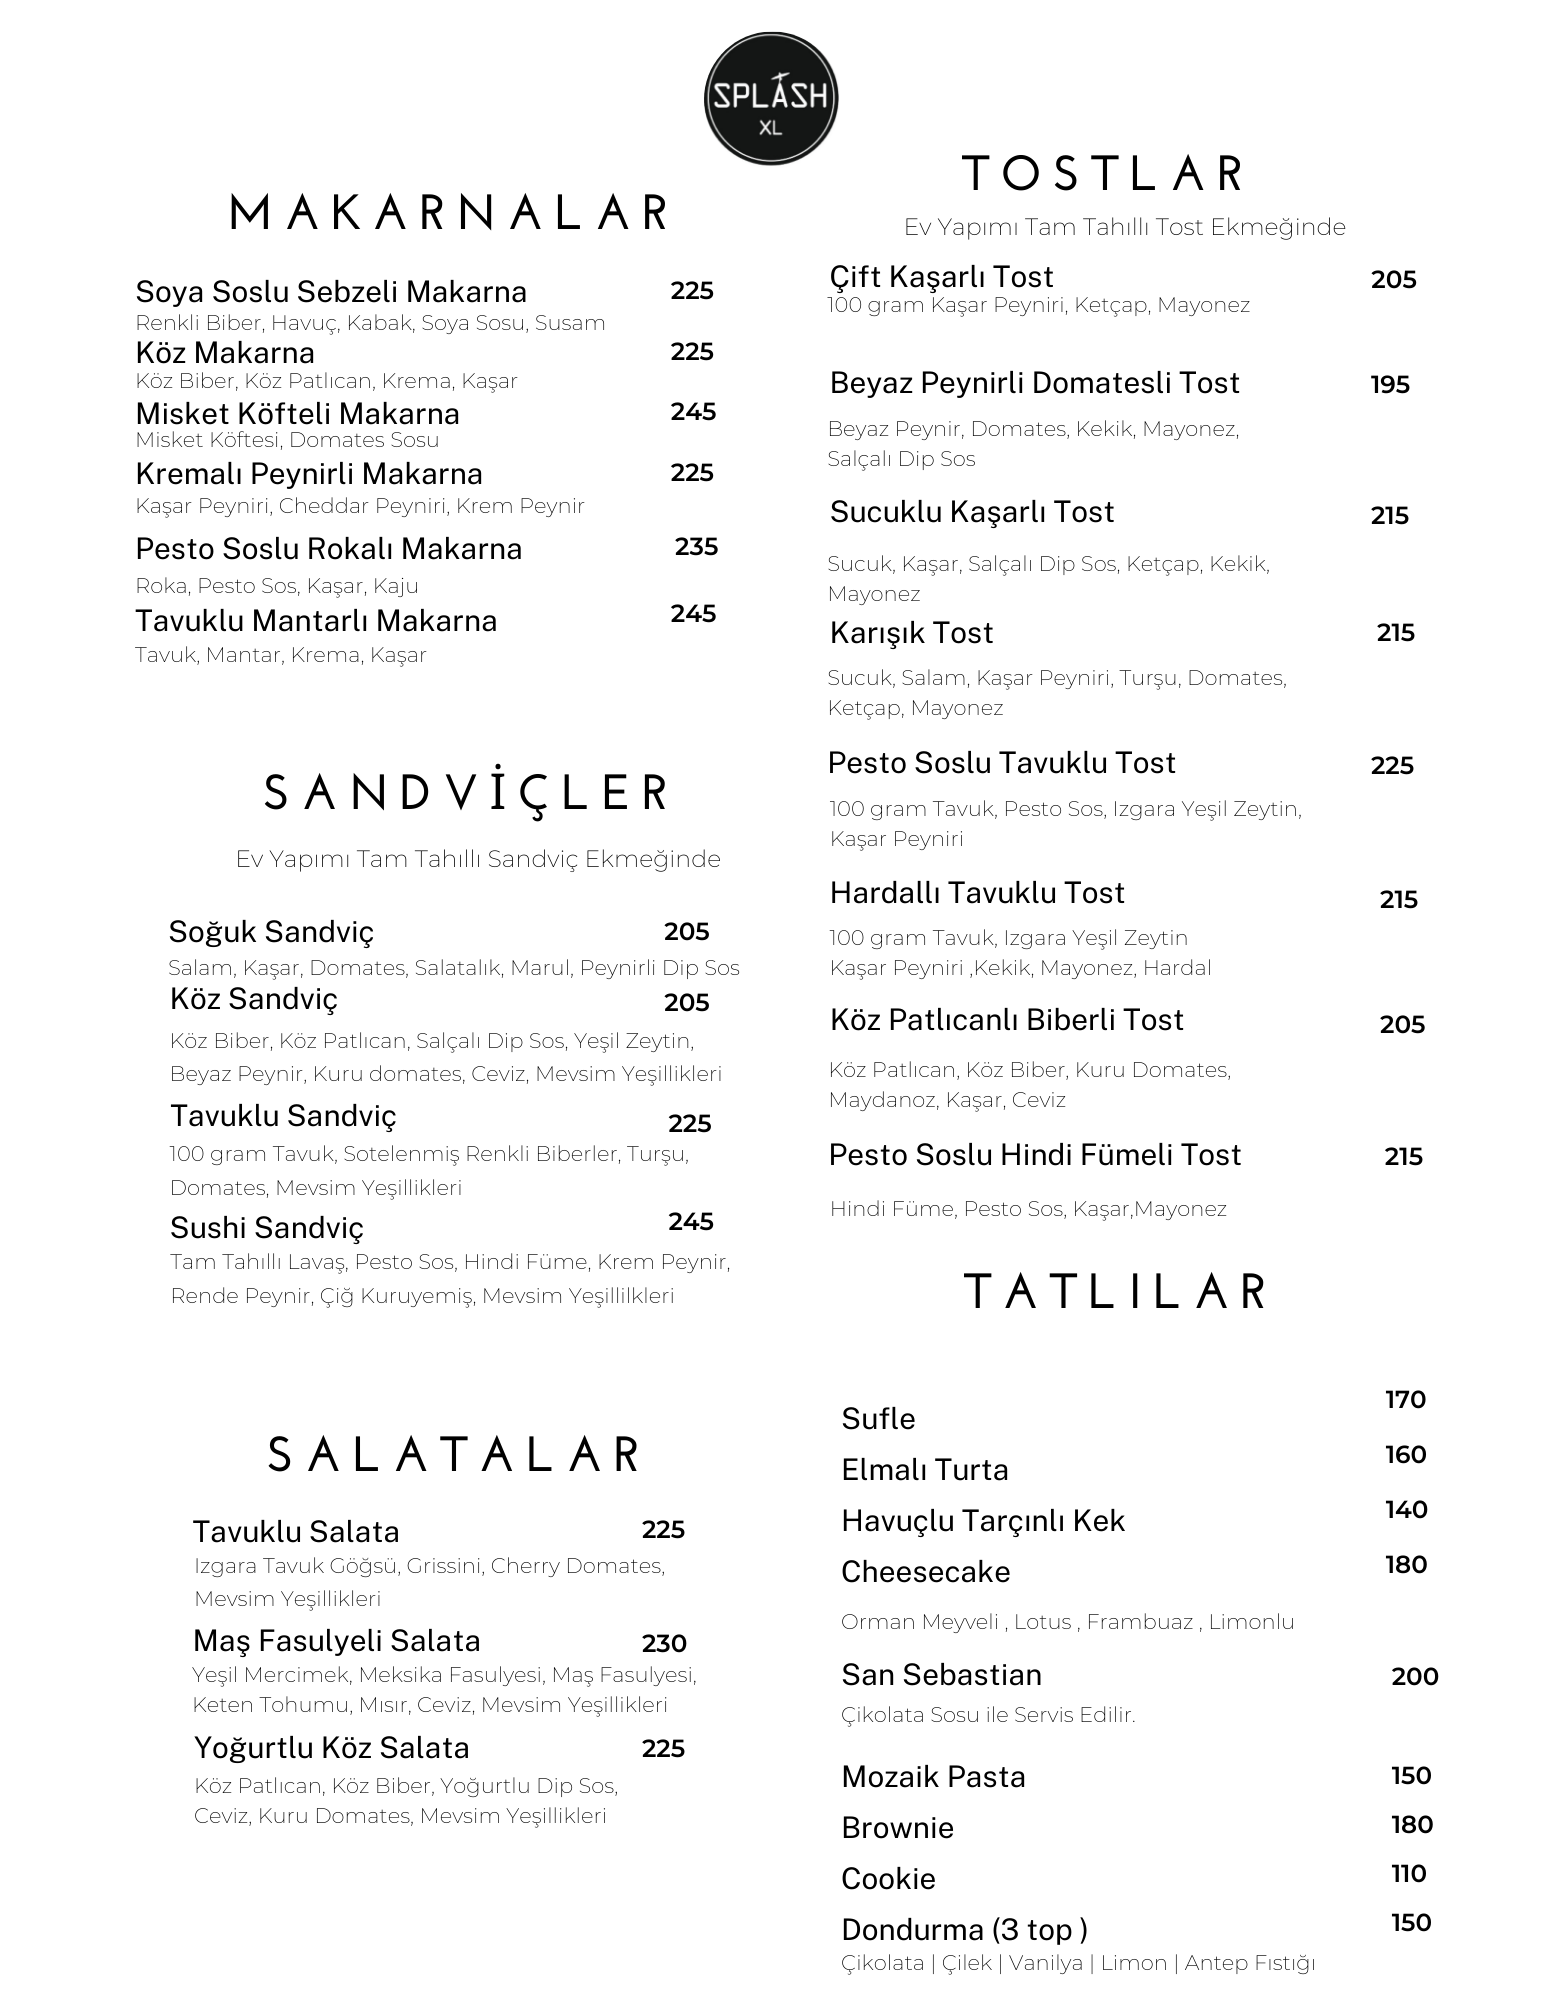 SPLASH
XL
MAKARNALAR
Soya Soslu Sebzeli Makarna 225
Renkli Biber, Havuç, Kabak, Soya Sosu, Susam
Köz Makarna 225
Köz Biber, Köz Patlıcan, Krema, Kaşar
Misket Köfteli Makarna 245
Misket Köftesi, Domates Sosu
Kremalı Peynirli Makarna 225
Kaşar Peyniri, Cheddar Peyniri, Krem Peynir
Pesto Soslu Rokalı Makarna 235
Roka, Pesto Sos, Kaşar, Kaju
Tavuklu Mantarlı Makarna 245
Tavuk, Mantar, Krema, Kaşar
SANDVİÇLER
Ev Yapımı Tam Tahıllı Sandviç Ekmeğinde
Soğuk Sandviç 205
Salam, Kaşar, Domates, Salatalık, Marul, Peynirli Dip Sos
Köz Sandviç 205
Köz Biber, Köz Patlıcan, Salçalı Dip Sos, Yeşil Zeytin,
Beyaz Peynir, Kuru domates, Ceviz, Mevsim Yeşillikleri
Tavuklu Sandviç 225
100 gram Tavuk, Sotelenmiş Renkli Biberler, Turşu,
Domates, Mevsim Yeşillikleri
Sushi Sandviç 245
Tam Tahıllı Lavaş, Pesto Sos, Hindi Füme, Krem Peynir,
Rende Peynir, Çiğ Kuruyemiş, Mevsim Yeşillilkleri
SALATALAR
Tavuklu Salata 225
Izgara Tavuk Göğsü, Grissini, Cherry Domates,
Mevsim Yeşillikleri
Maş Fasulyeli Salata 230
Yeşil Mercimek, Meksika Fasulyesi, Maş Fasulyesi,
Keten Tohumu, Mısır, Ceviz, Mevsim Yeşillikleri
Yoğurtlu Köz Salata 225
Köz Patlıcan, Köz Biber, Yoğurtlu Dip Sos,
Ceviz, Kuru Domates, Mevsim Yeşillikleri
TOSTLAR
Ev Yapımı Tam Tahıllı Tost Ekmeğinde
Çift Kaşarlı Tost 205
100 gram Kaşar Peyniri, Ketçap, Mayonez
Beyaz Peynirli Domatesli Tost 195
Beyaz Peynir, Domates, Kekik, Mayonez,
Salçalı Dip Sos
Sucuklu Kaşarlı Tost 215
Sucuk, Kaşar, Salçalı Dip Sos, Ketçap, Kekik,
Mayonez
Karışık Tost 215
Sucuk, Salam, Kaşar Peyniri, Turşu, Domates,
Ketçap, Mayonez
Pesto Soslu Tavuklu Tost 225
100 gram Tavuk, Pesto Sos, Izgara Yeşil Zeytin,
Kaşar Peyniri
Hardallı Tavuklu Tost 215
100 gram Tavuk, Izgara Yeşil Zeytin
Kaşar Peyniri ,Kekik, Mayonez, Hardal
Köz Patlıcanlı Biberli Tost 205
Köz Patlıcan, Köz Biber, Kuru Domates,
Maydanoz, Kaşar, Ceviz
Pesto Soslu Hindi Fümeli Tost 215
Hindi Füme, Pesto Sos, Kaşar,Mayonez
TATLILAR
Sufle 170
Elmalı Turta 160
Havuçlu Tarçınlı Kek 140
Cheesecake 180
Orman Meyveli , Lotus , Frambuaz , Limonlu
San Sebastian 200
Çikolata Sosu ile Servis Edilir.
Mozaik Pasta 150
Brownie 180
Cookie 110
Dondurma (3 top ) 150
Çikolata | Çilek | Vanilya | Limon | Antep Fıstığı